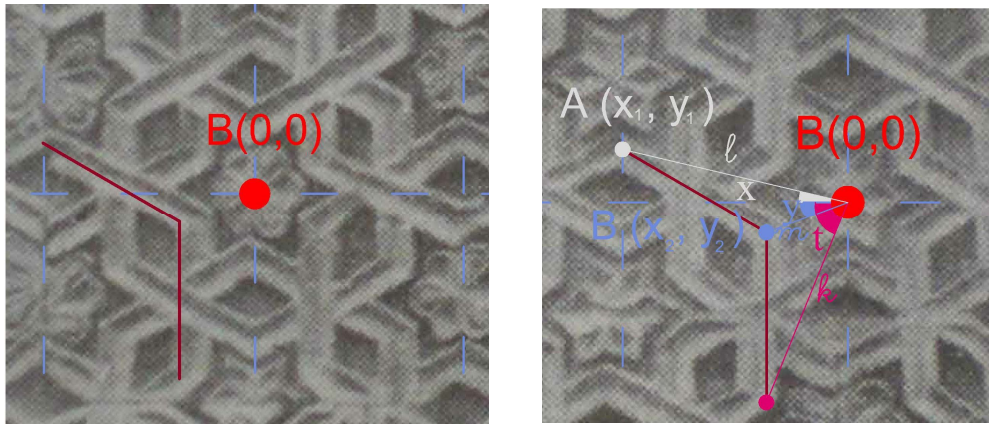 B(0,0)
A (x₁, y₁)
B(0,0)
ℓ
x
y
B₁(x₂, y₂)
m
t
k